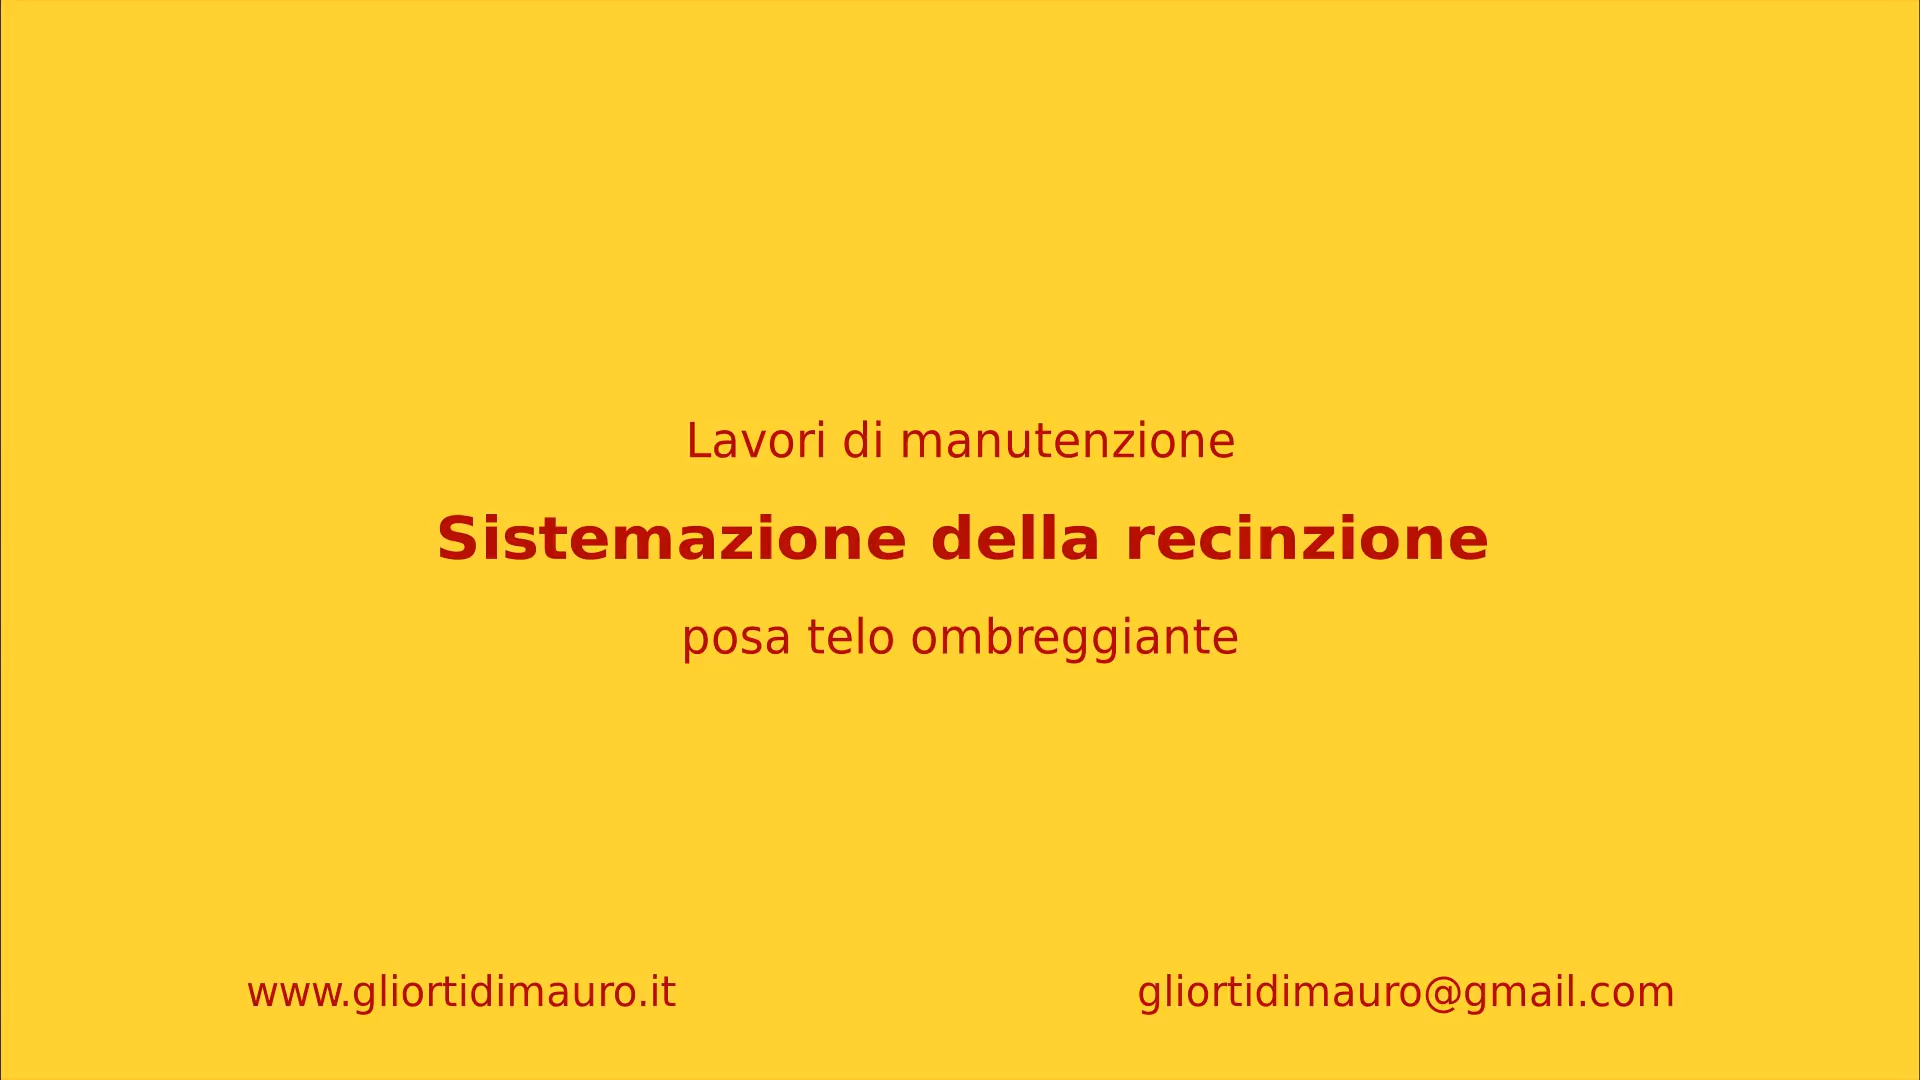 Lavori di manutenzione
Sistemazione della recinzione
posa telo ombreggiante
www.gliortidimauro.it
gliortidimauro@gmail.com